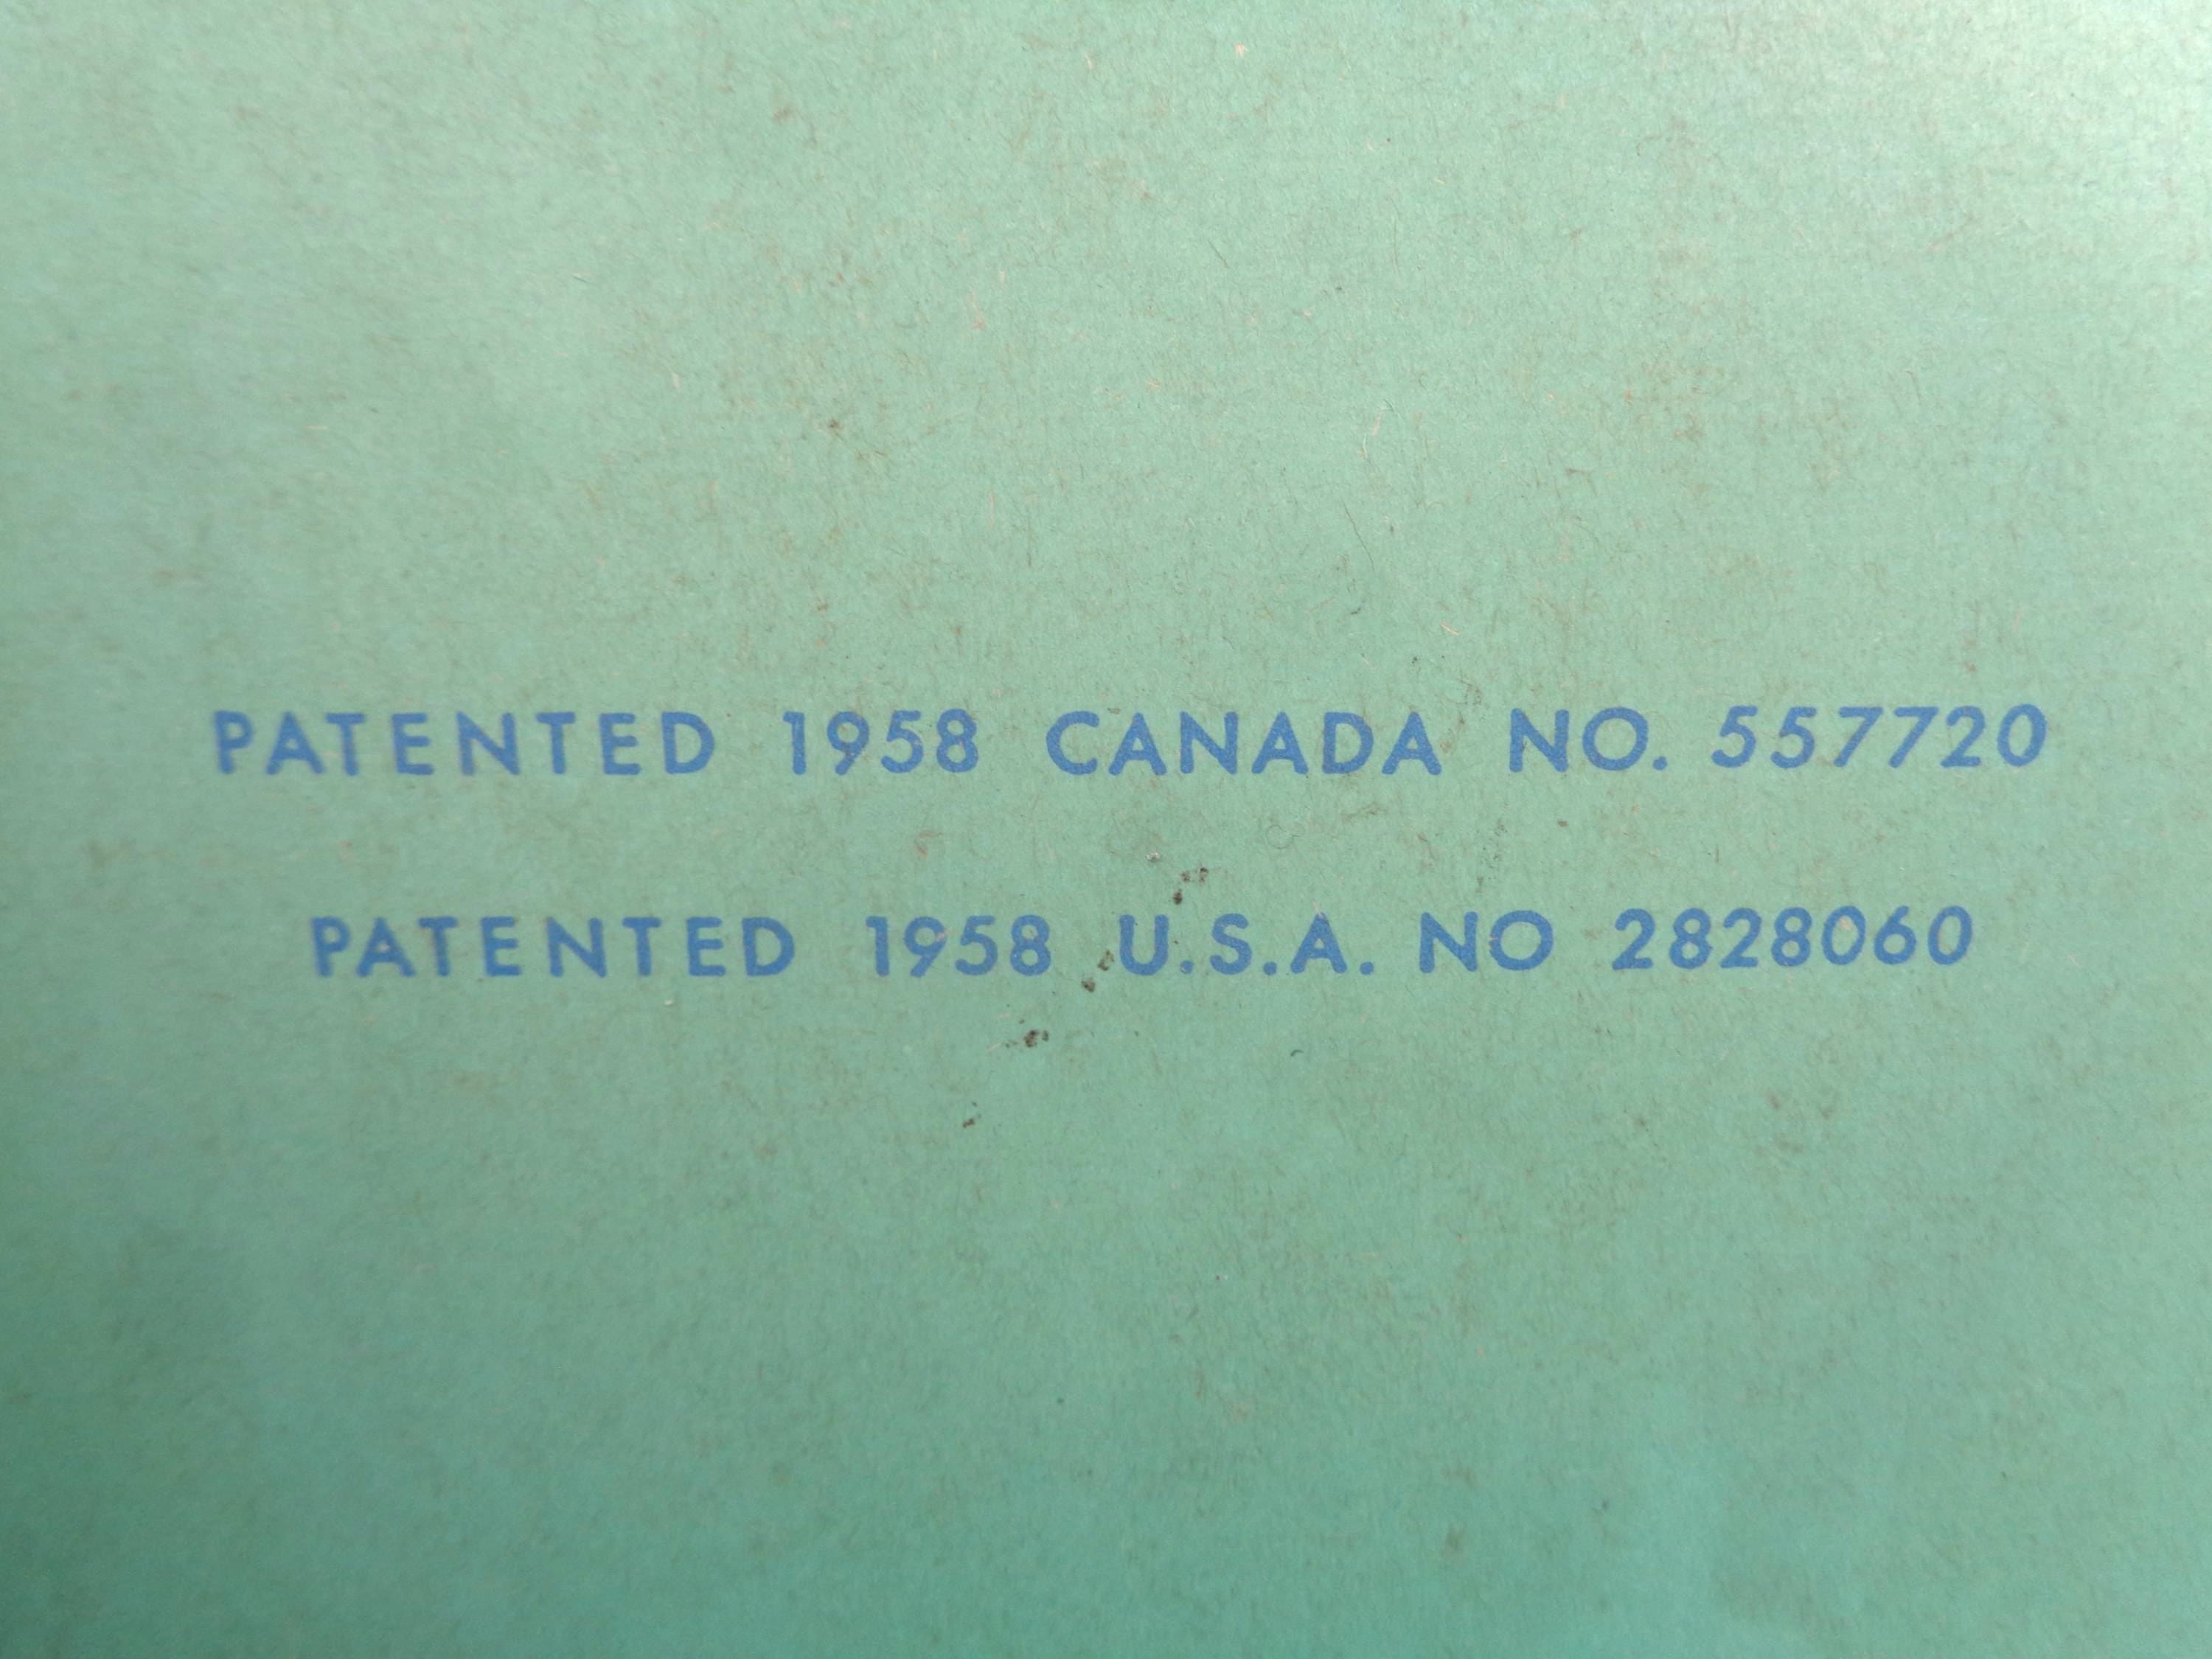 PATENTED 1958 CANADA NO. 557720
PATENTED 1958 U.S.A. NO 2828060